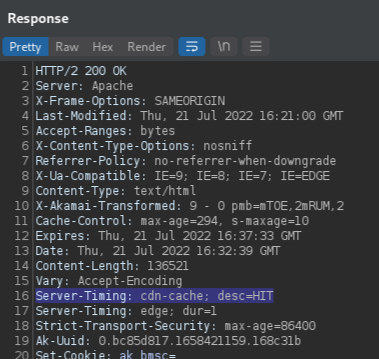 Response
Pretty Raw Hex Render \n
1 HTTP/2 200 OK
2 Server: Apache
3 X-Frame-Options: SAMEORIGIN
4 Last-Modified: Thu, 21 Jul 2022 16:21:00 GMT
5 Accept-Ranges: bytes
6 X-Content-Type-Options: nosniff
7 Referrer-Policy: no-referrer-when-downgrade
8 X-Ua-Compatible: IE=9; IE=8; IE=7; IE=EDGE
9 Content-Type: text/html
10 X-Akamai-Transformed: 9 - 0 pmb=mTOE,2mRUM,2
11 Cache-Control: max-age=294, s-maxage=10
12 Expires: Thu, 21 Jul 2022 16:37:33 GMT
13 Date: Thu, 21 Jul 2022 16:32:39 GMT
14 Content-Length: 136521
15 Vary: Accept-Encoding
16 Server-Timing: cdn-cache; desc=HIT
17 Server-Timing: edge; dur=1
18 Strict-Transport-Security: max-age=86400
19 Ak-Uuid: 0.bc85d817.1658421159.168c31b
20 Set-Cookie: ak_bmsc=